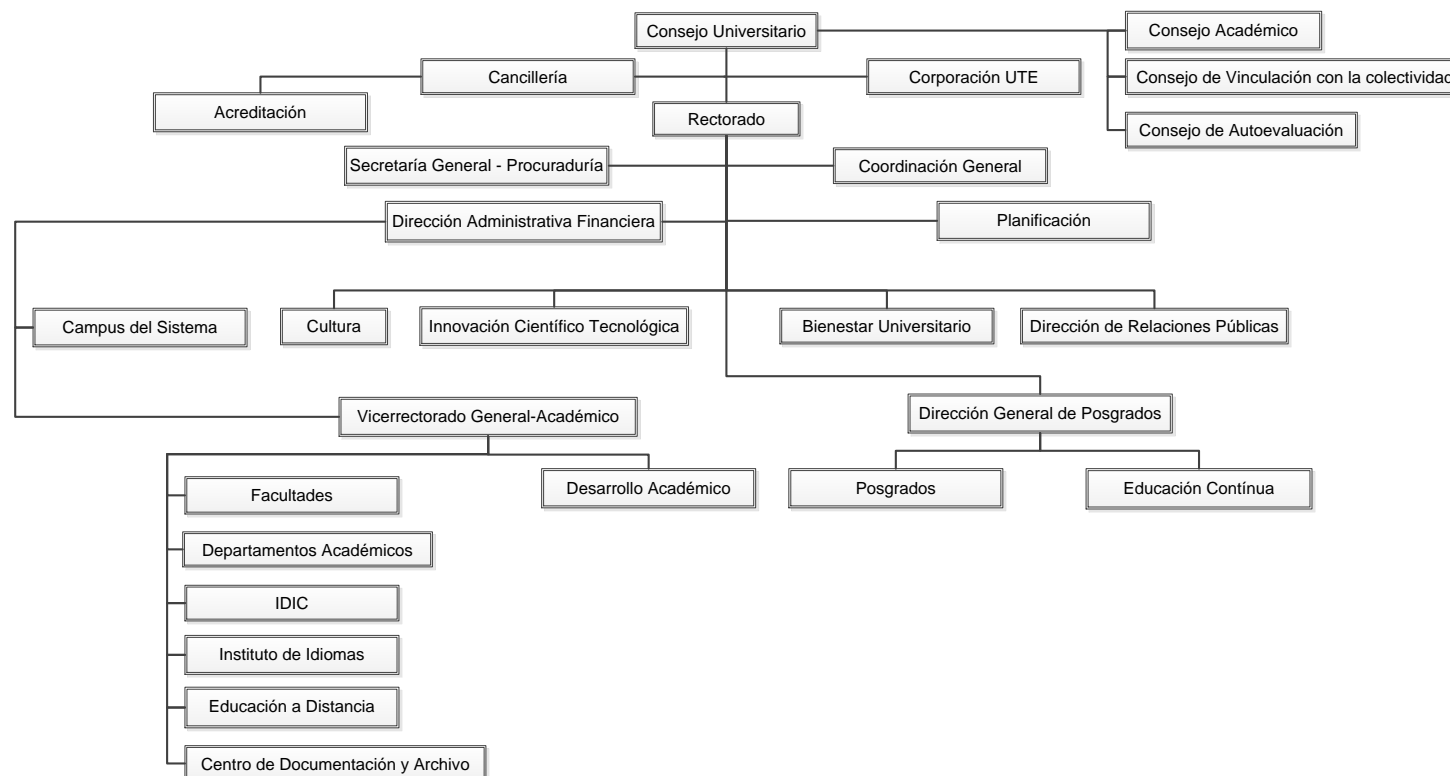 Consejo Universitario
Consejo Académico
Cancillería
Corporación UTE
Consejo de Vinculación con la colectividad
Acreditación
Rectorado
Consejo de Autoevaluación
Secretaría General - Procuraduría
Coordinación General
Dirección Administrativa Financiera
Planificación
Campus del Sistema
Cultura
Innovación Científico Tecnológica
Bienestar Universitario
Dirección de Relaciones Públicas
Vicerrectorado General-Académico
Dirección General de Posgrados
Facultades
Desarrollo Académico
Posgrados
Educación Contínua
Departamentos Académicos
IDIC
Instituto de Idiomas
Educación a Distancia
Centro de Documentación y Archivo